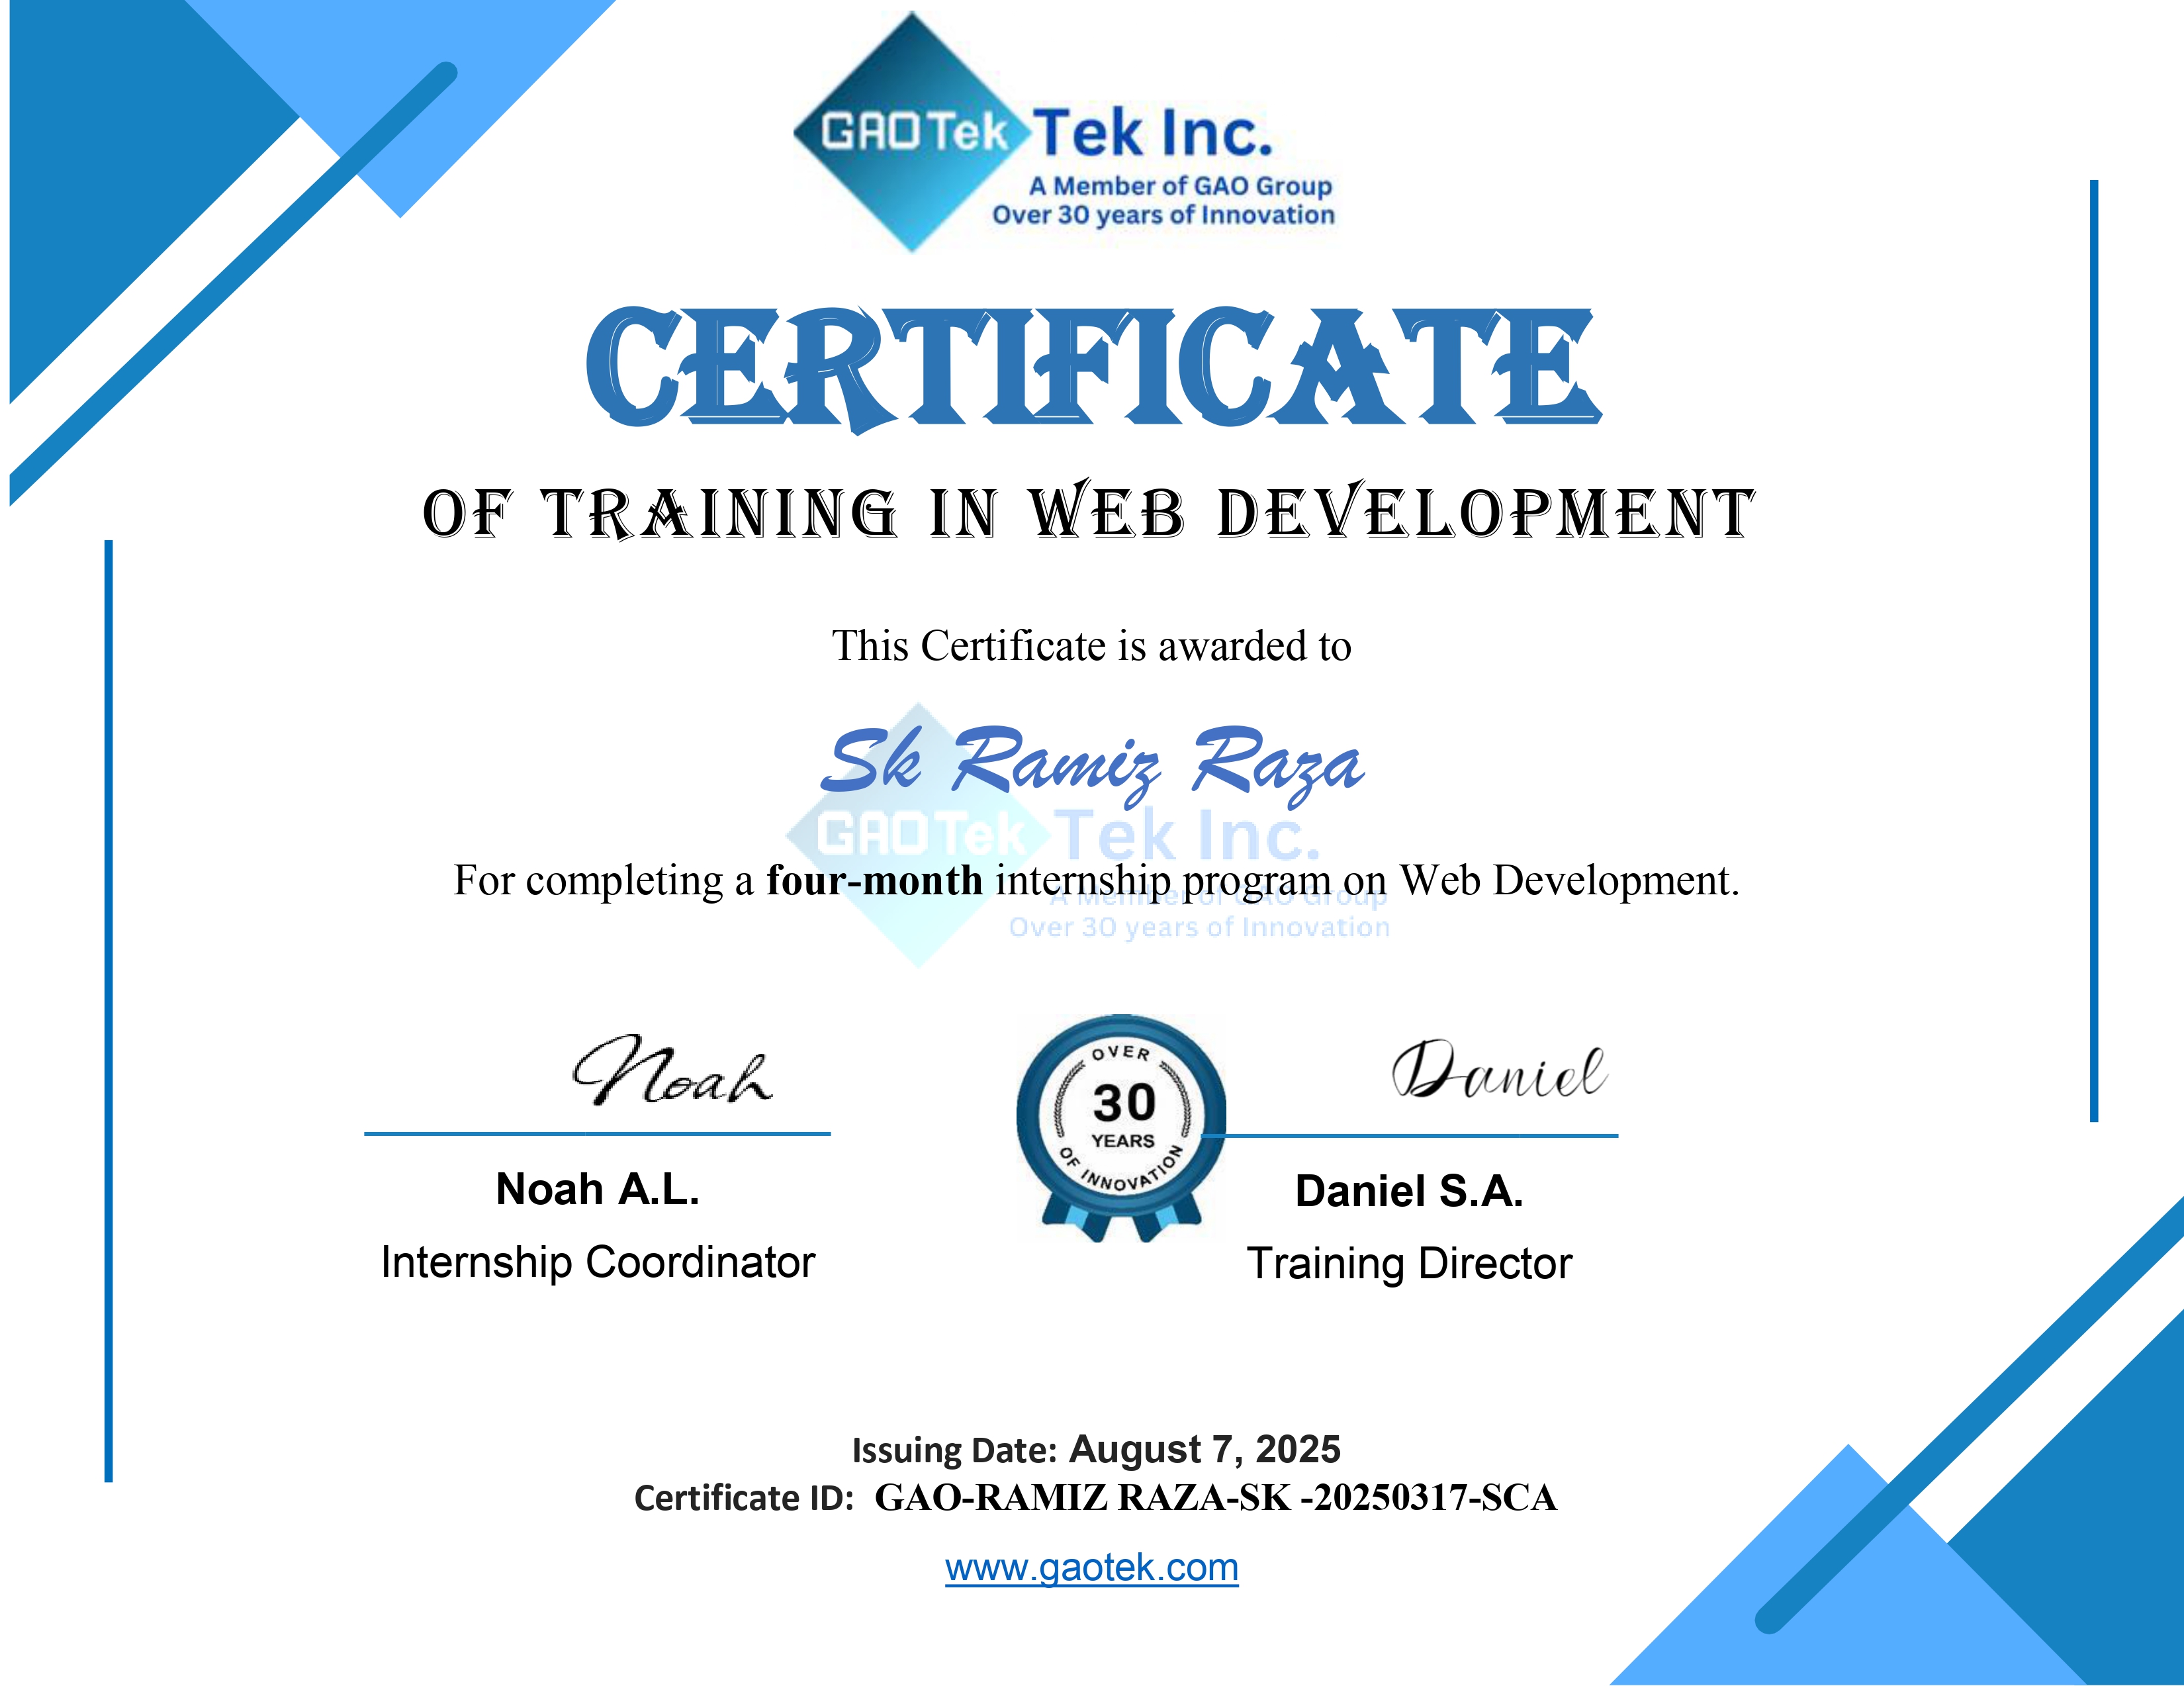 GAOTek Tek Inc.
A Member of GAO Group
Over 30 years of Innovation
CERTIFICATE
OF TRAINING IN WEB DEVELOPMENT
This Certificate is awarded to
Sk Ramiz Raza
GAOTek Tek Inc.
For completing a four-month internship program on Web Development.
A Member of GAO Group
Over 30 years of Innovation
Noah
OVER
30
YEARS
OF INNOVATION
Daniel
Noah A.L.
Daniel S.A.
Internship Coordinator
Training Director
Issuing Date: August 7, 2025
Certificate ID: GAO-RAMIZ RAZA-SK -20250317-SCA
www.gaotek.com